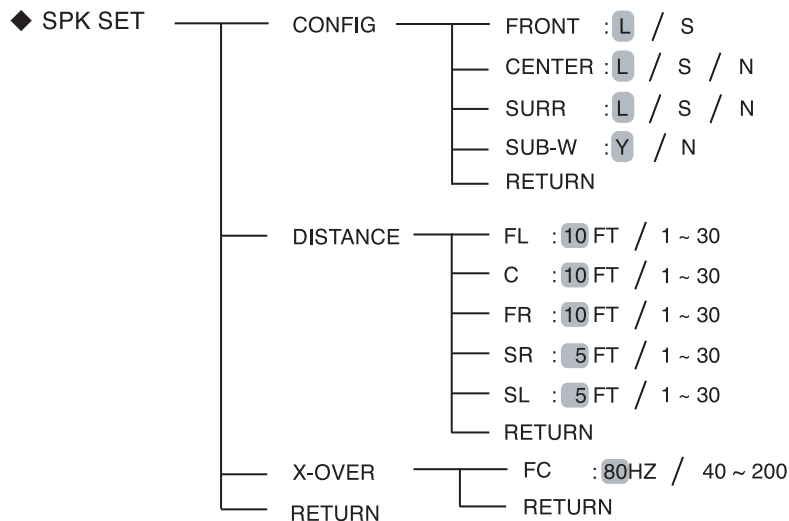 ◆ SPK SET CONFIG FRONT : L / S
CENTER : L / S / N
SURR : L / S / N
SUB-W : Y / N
RETURN
DISTANCE FL : 10 FT / 1 ~ 30
C : 10 FT / 1 ~ 30
FR : 10 FT / 1 ~ 30
SR : 5 FT / 1 ~ 30
SL : 5 FT / 1 ~ 30
RETURN
X-OVER FC : 80HZ / 40 ~ 200
RETURN RETURN